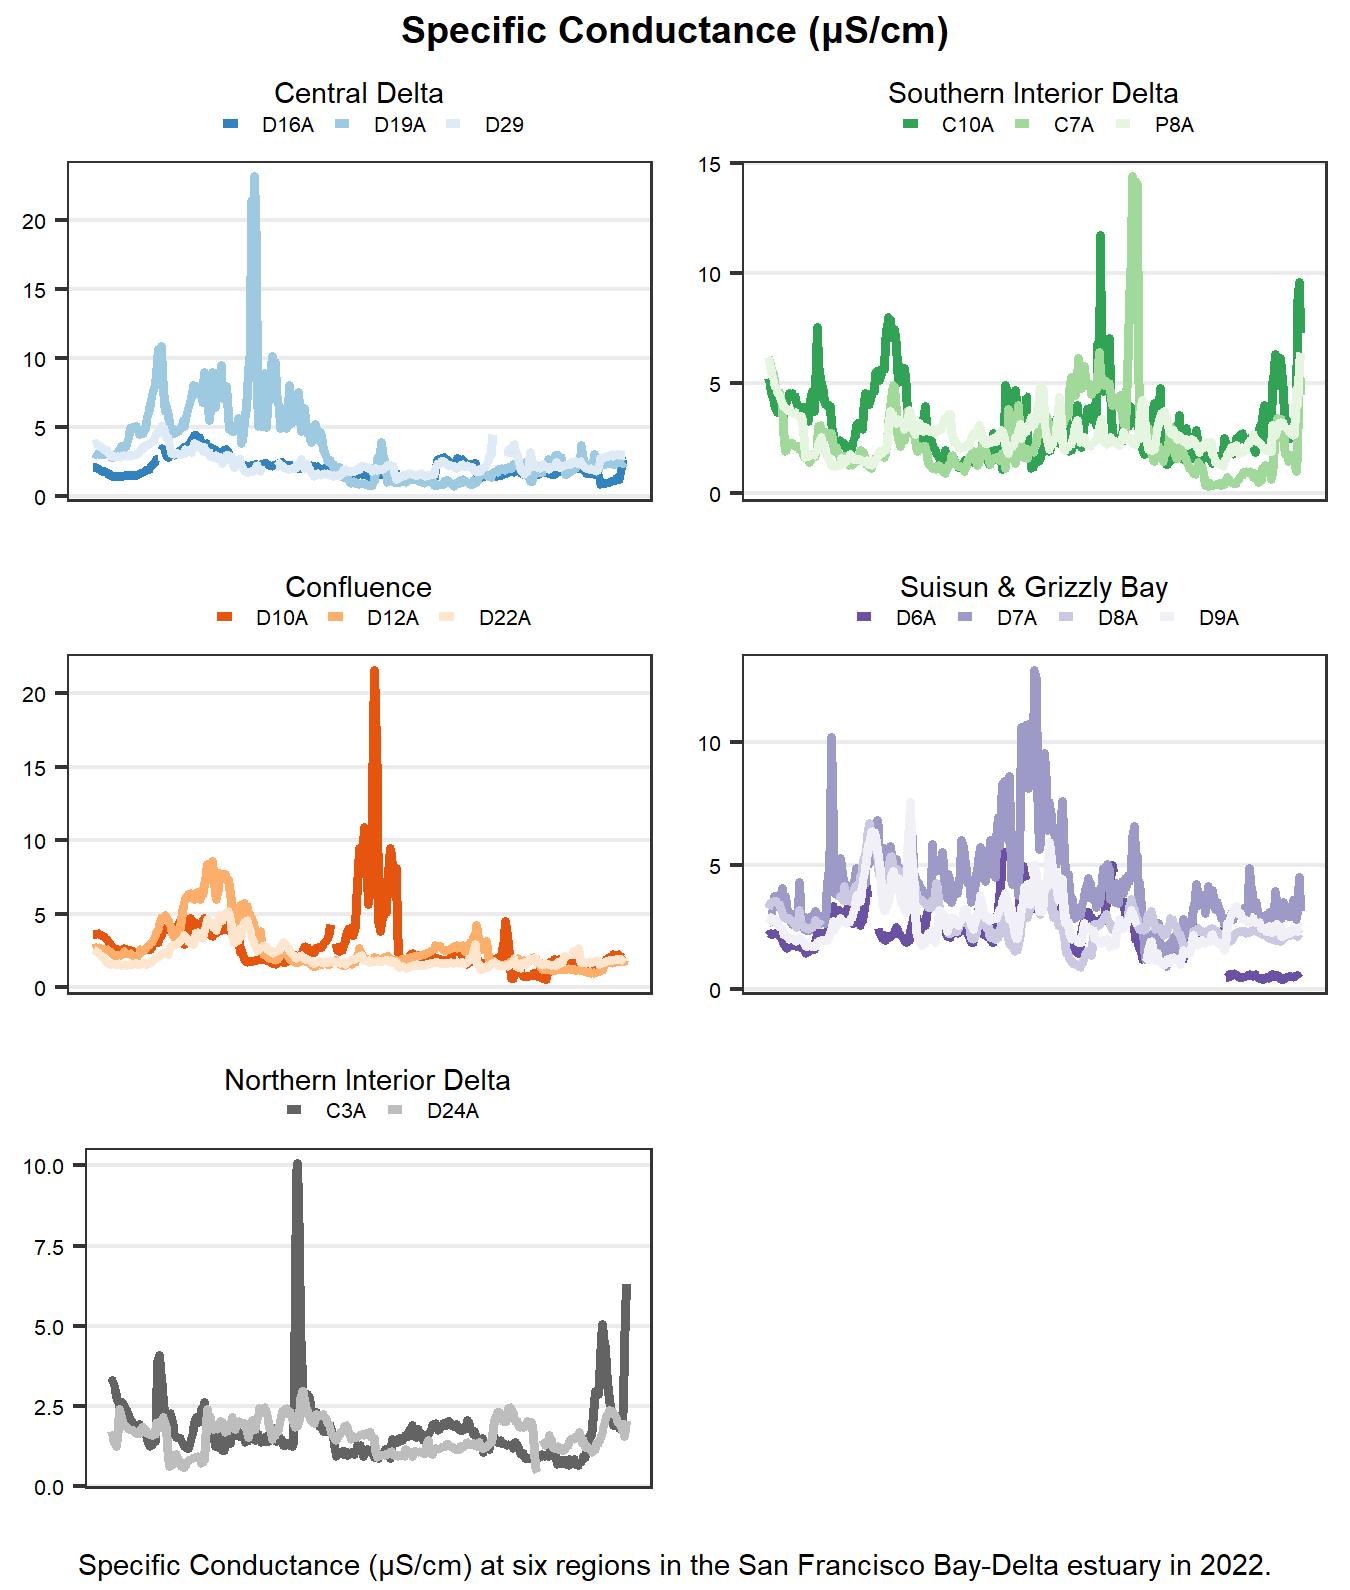 Specific Conductance (µS/cm)
Central Delta
D16A D19A D29
20
15
10
5
0
Southern Interior Delta
C10A C7A P8A
15
10
5
0
Confluence
D10A D12A D22A
20
15
10
5
0
Suisun & Grizzly Bay
D6A D7A D8A D9A
10
5
0
Northern Interior Delta
C3A D24A
10.0
7.5
5.0
2.5
0.0
Specific Conductance (µS/cm) at six regions in the San Francisco Bay-Delta estuary in 2022.